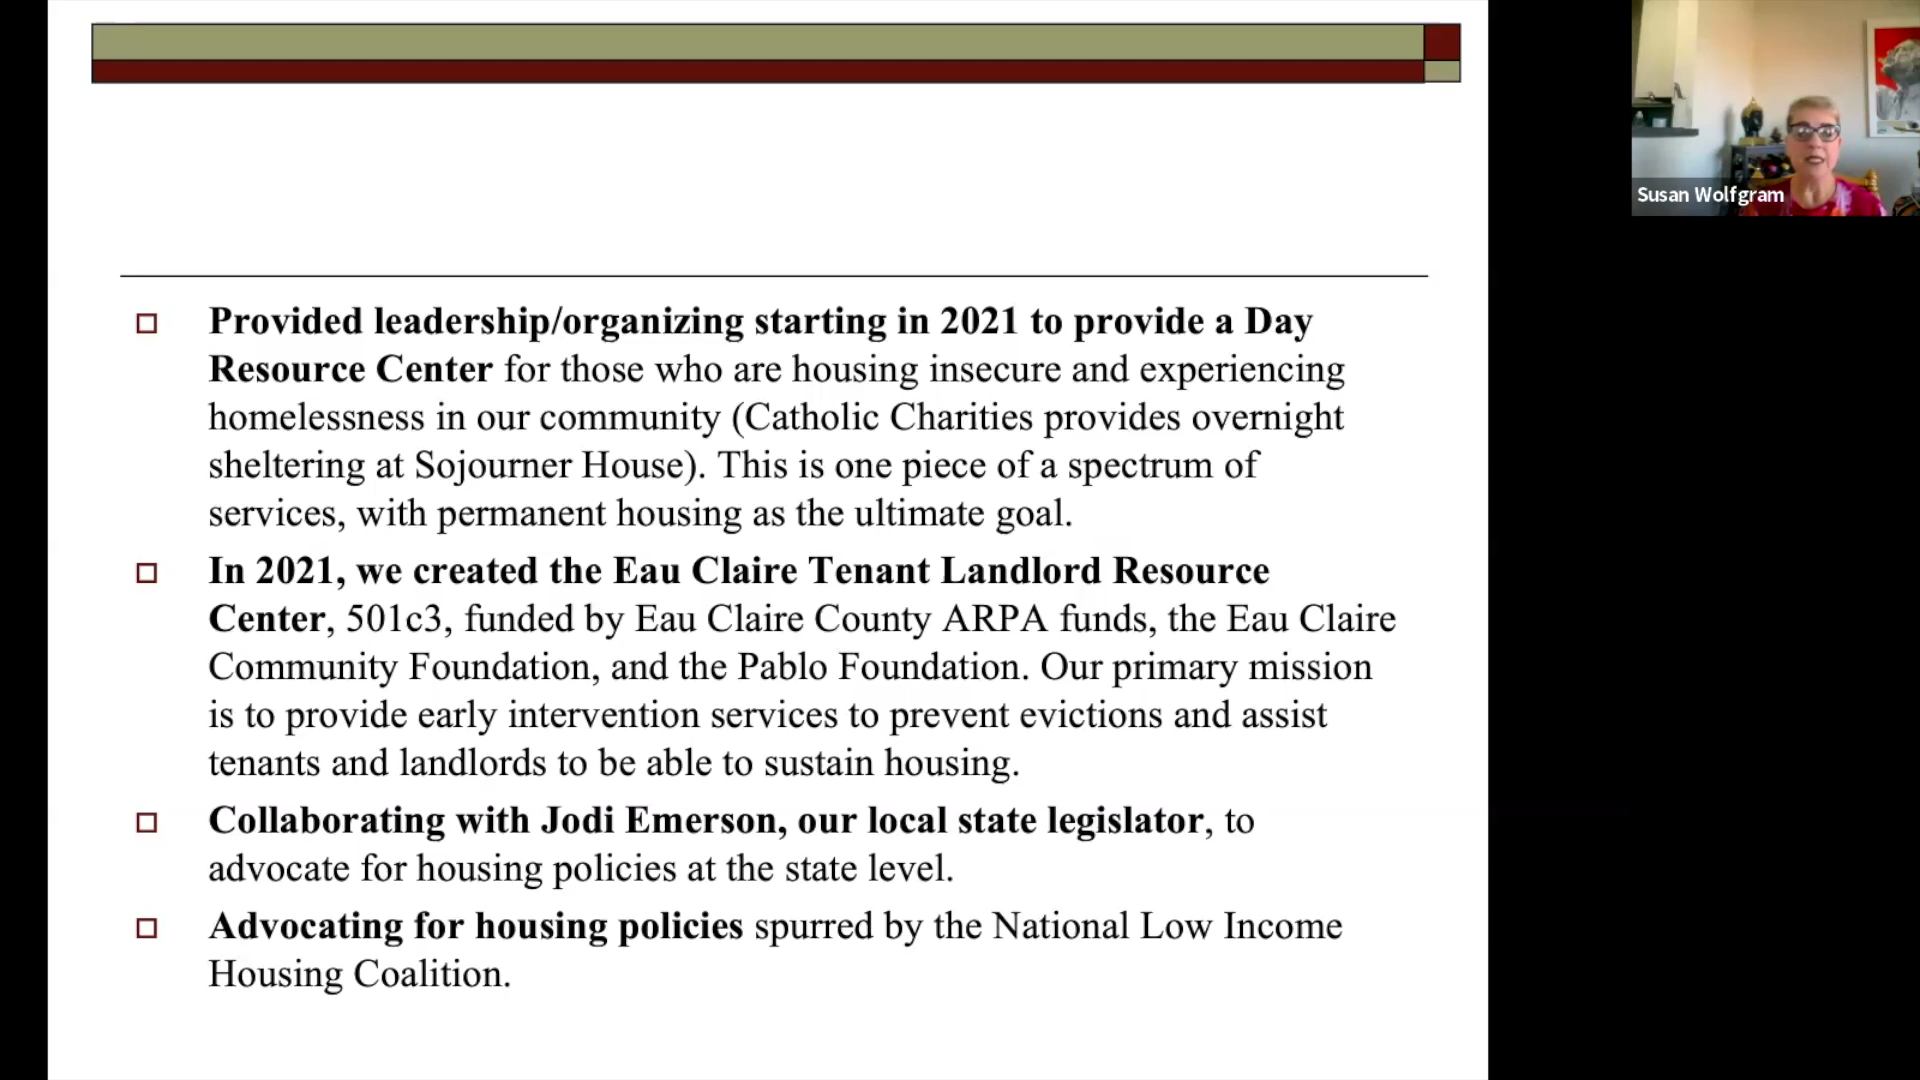 Provided leadership/organizing starting in 2021 to provide a Day
Resource Center for those who are housing insecure and experiencing
homelessness in our community (Catholic Charities provides overnight
sheltering at Sojourner House). This is one piece of a spectrum of
services, with permanent housing as the ultimate goal.
In 2021, we created the Eau Claire Tenant Landlord Resource
Center, 501c3, funded by Eau Claire County ARPA funds, the Eau Claire
Community Foundation, and the Pablo Foundation. Our primary mission
is to provide early intervention services to prevent evictions and assist
tenants and landlords to be able to sustain housing.
Collaborating with Jodi Emerson, our local state legislator, to
advocate for housing policies at the state level.
Advocating for housing policies spurred by the National Low Income
Housing Coalition.
Susan Wolfgram